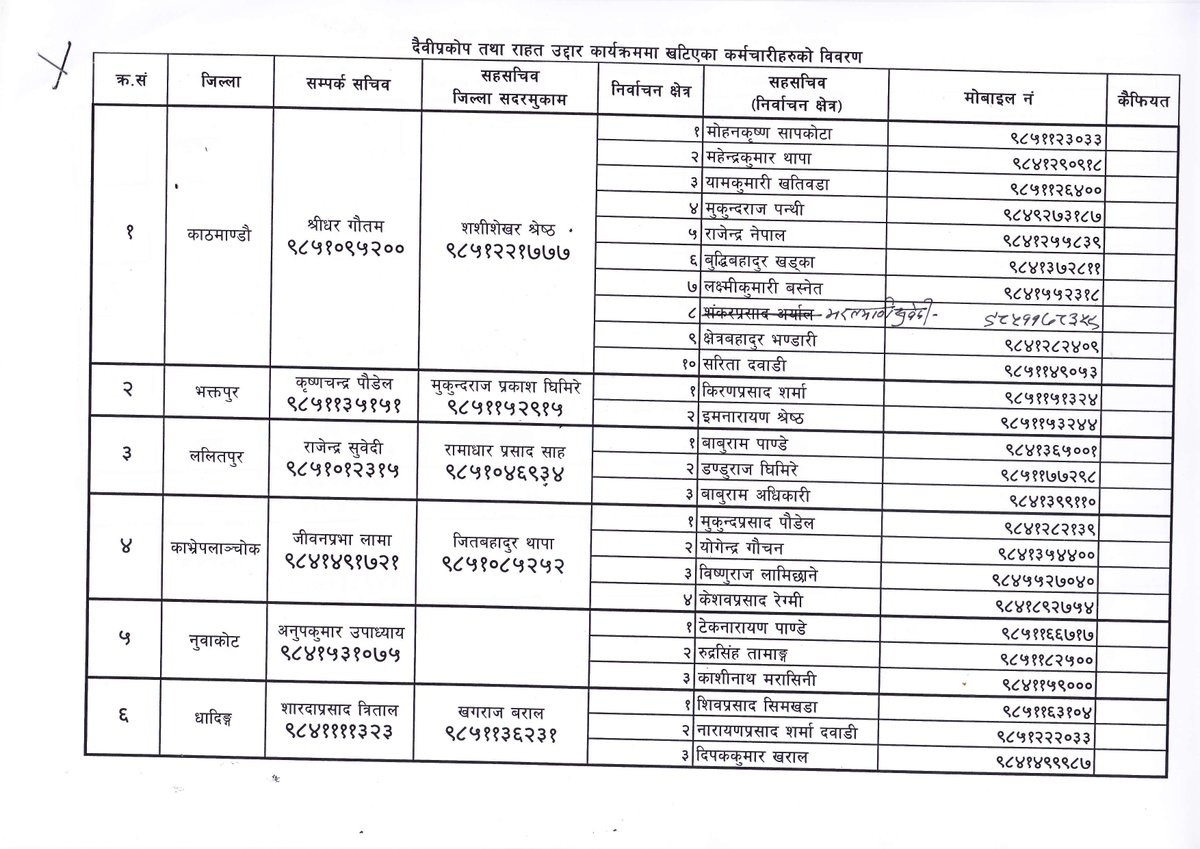 दैवीप्रकोप तथा राहत उद्दार कार्यक्रममा खटिएका कर्मचारीहरुको विवरण
क्र.सं जिल्ला सम्पर्क सचिव सहसचिव जिल्ला सदरमुकाम निर्वाचन क्षेत्र सहसचिव (निर्वाचन क्षेत्र) मोबाइल नं कैफियत
१ काठमाण्डौ श्रीधर गौतम ९८५१०९५२०० शशीशेखर श्रेष्ठ ९८५१२२१७७७
१ मोहनकृष्ण सापकोटा ९८५११२३०३३
२ महेन्द्रकुमार थापा ९८४१२९०९१८
३ यामकुमारी खतिवडा ९८५११२६४००
४ मुकुन्दराज पन्थी ९८४९२७३१८७
५ राजेन्द्र नेपाल ९८४१२५५८३९
६ बुद्धिबहादुर खड्का ९८४१३७२८११
७ लक्ष्मीकुमारी बस्नेत ९८४१५५२३१८
८ शंकरप्रसाद अर्याल
९ क्षेत्रबहादुर भण्डारी ९८४१२८२४०९
१० सरिता दवाडी ९८५११४९०५३
२ भक्तपुर कृष्णचन्द्र पौडेल ९८५११३५१५१ मुकुन्दराज प्रकाश घिमिरे ९८५११५२९१५
१ किरणप्रसाद शर्मा ९८५११५१३२४
२ इमनारायण श्रेष्ठ ९८५११५३२४४
३ ललितपुर राजेन्द्र सुवेदी ९८५१०१२३१५ रामाधार प्रसाद साह ९८५१०४६९३४
१ बाबुराम पाण्डे ९८४१३६५००१
२ डण्डुराज घिमिरे ९८५११७७२९८
३ बाबुराम अधिकारी ९८४१३९९११०
४ काभ्रेपलाञ्चोक जीवनप्रभा लामा ९८४१४९१७२१ जितबहादुर थापा ९८५१०८५२५२
१ मुकुन्दप्रसाद पौडेल ९८४१२८२१३९
२ योगेन्द्र गौचन ९८४१३५४४००
३ विष्णुराज लामिछाने ९८४५५२७०४०
४ केशवप्रसाद रेग्मी ९८४१८९२७५४
५ नुवाकोट अनुपकुमार उपाध्याय ९८४१५३१०७५
१ टेकनारायण पाण्डे ९८५११६६७१७
२ रुद्रसिंह तामाङ्ग ९८५११८२५००
३ काशीनाथ मरासिनी ९८४११५९०००
६ धादिङ्ग शारदाप्रसाद त्रिताल ९८४११११३२३ खगराज बराल ९८५११३६२३१
१ शिवप्रसाद सिमखडा ९८५११६३१०४
२ नारायणप्रसाद शर्मा दवाडी ९८५१२२२०३३
३ दिपककुमार खराल ९८४१४९९९८७